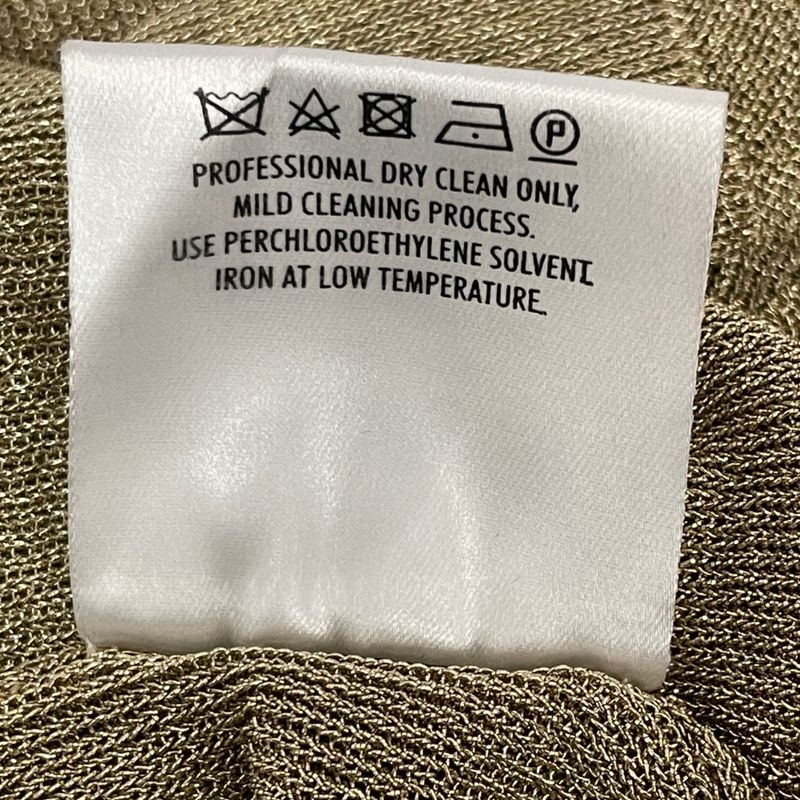 P
PROFESSIONAL DRY CLEAN ONLY,
MILD CLEANING PROCESS.
USE PERCHLOROETHYLENE SOLVENT.
IRON AT LOW TEMPERATURE.